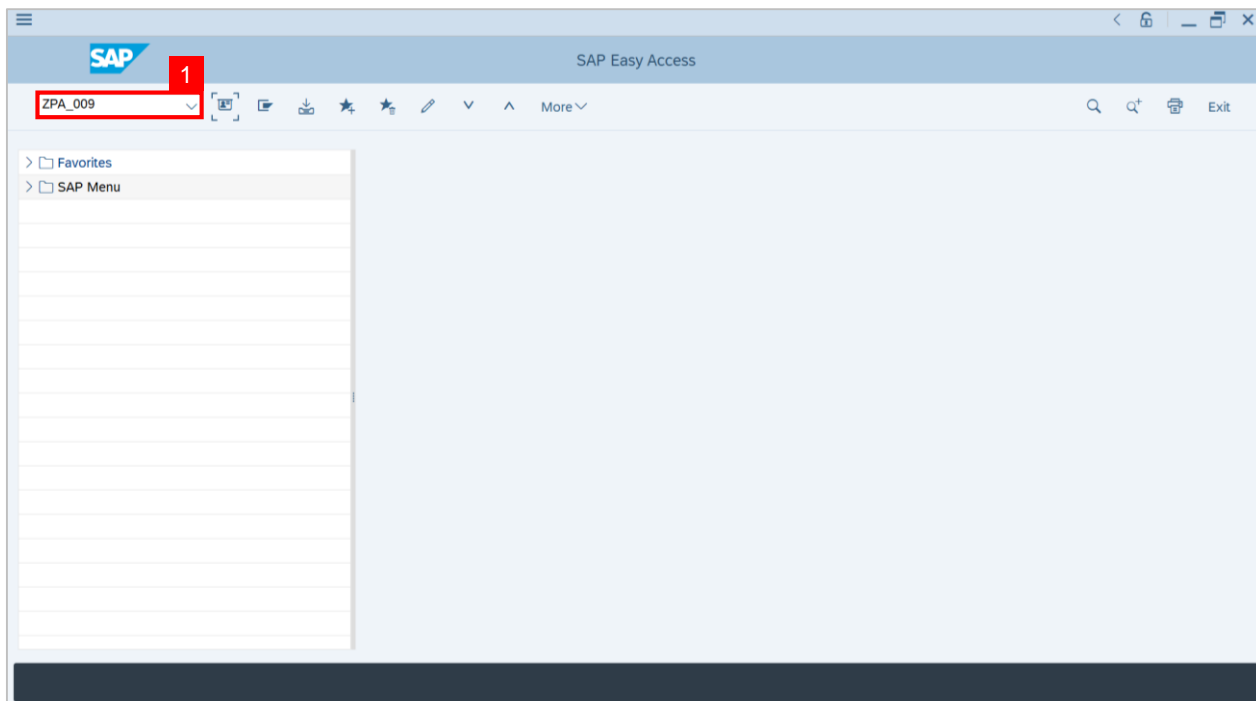 SAP
SAP Easy Access
1
ZPA_009
More
Exit
Favorites
SAP Menu